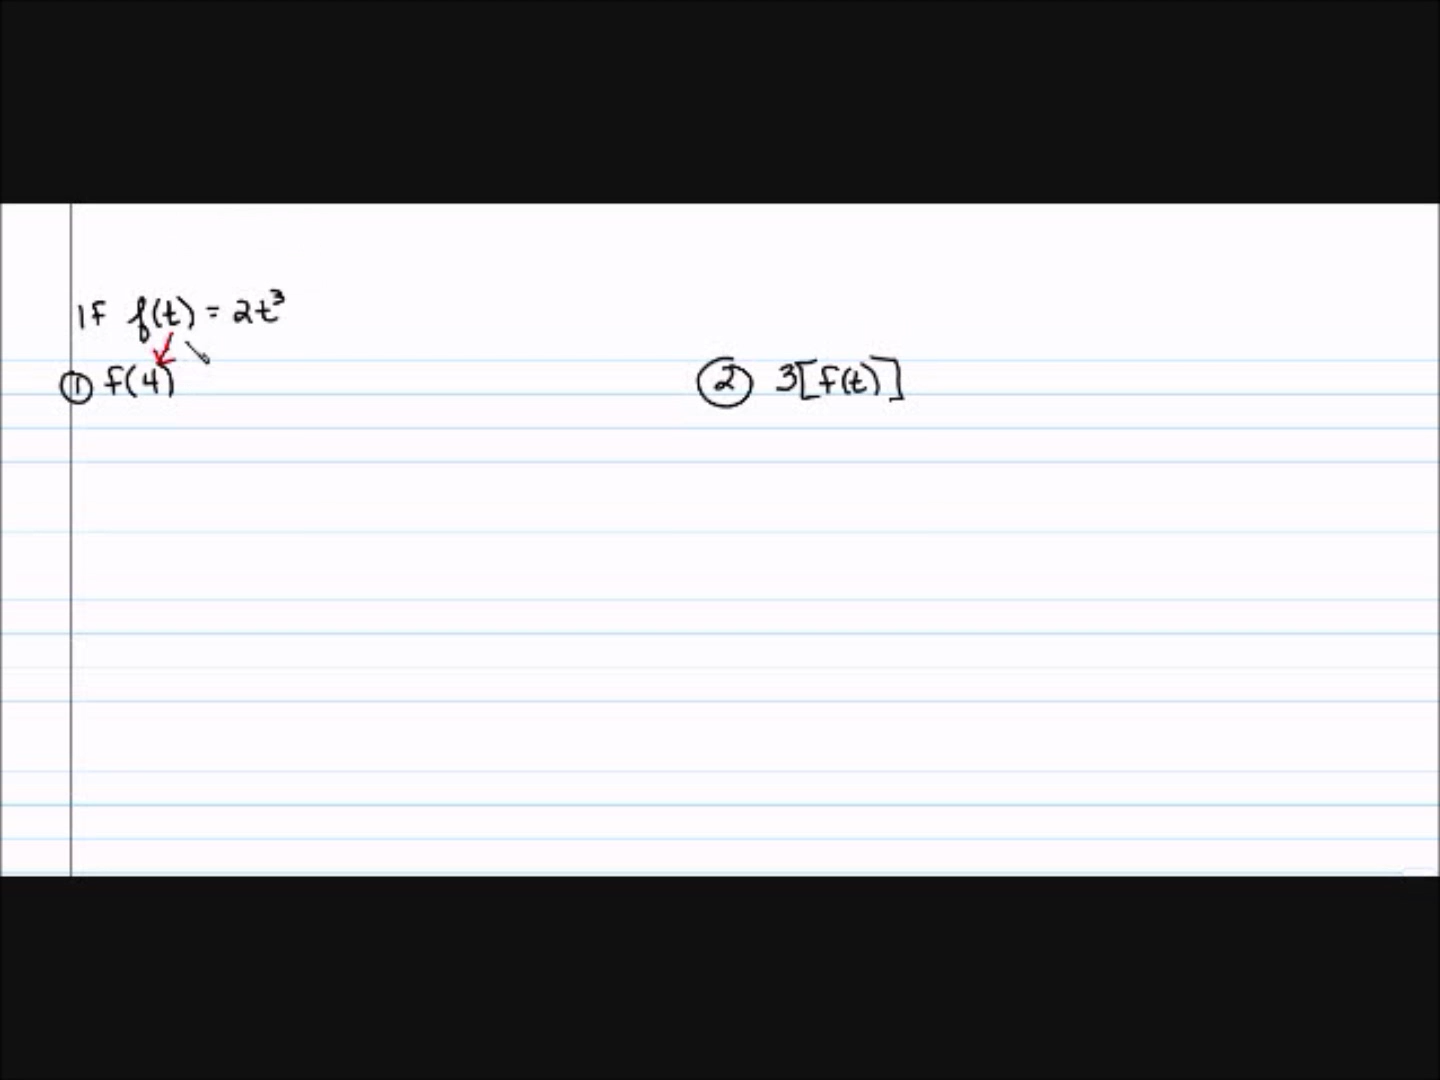 IF f(t) = 2t³
① f(4)
② 3[f(t)]